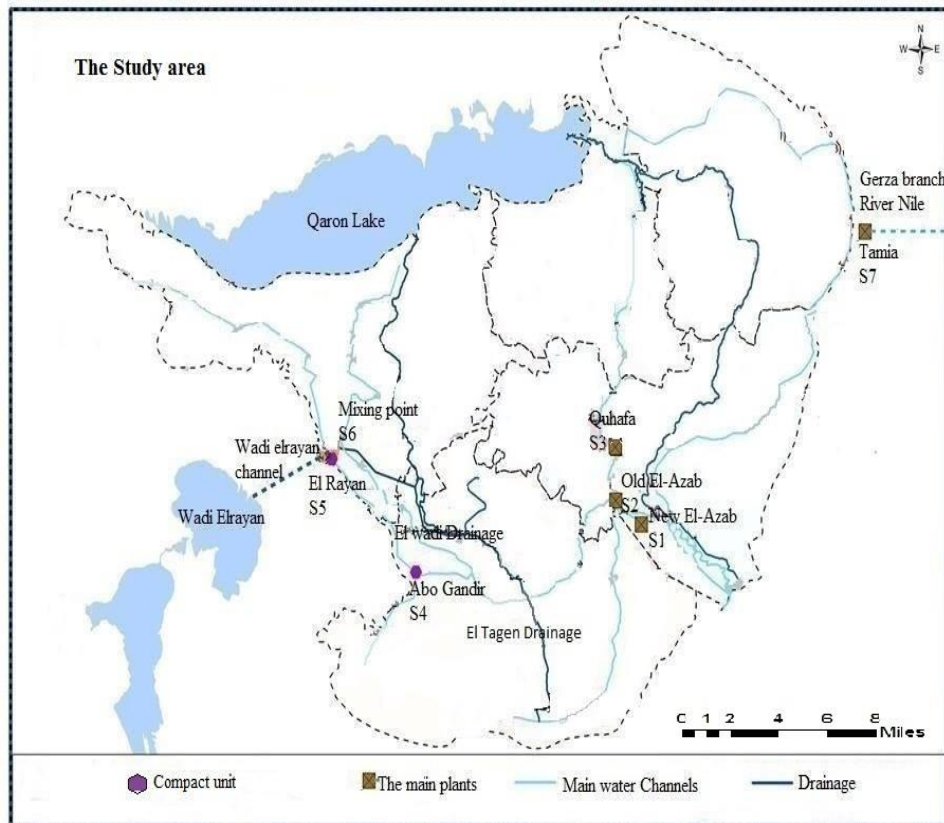 The Study area
N
W E
S
Qaron Lake
Gerza branch
River Nile
Tamia
S7
Mixing point
S6
Wadi elrayan
channel
El Rayan
S5
Wadi Elrayan
Quhafa
S3
Old El-Azab
S2
New El-Azab
S1
El wadi Drainage
Abo Gandir
S4
El Tagen Drainage
0 1 2 4 6 8
Miles
Compact unit
The main plants
Main water Channels
Drainage